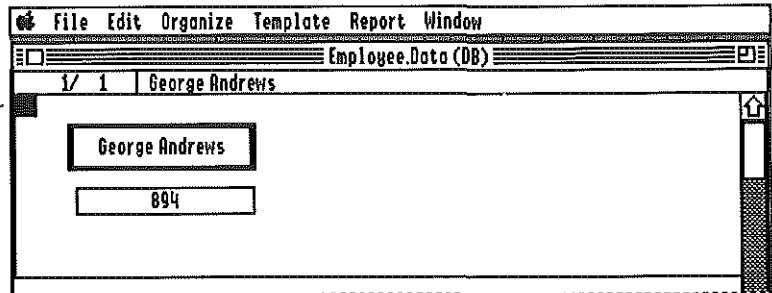 File Edit Organize Template Report Window
Employee.Data (DB)
1/ 1 George Andrews
George Andrews
894